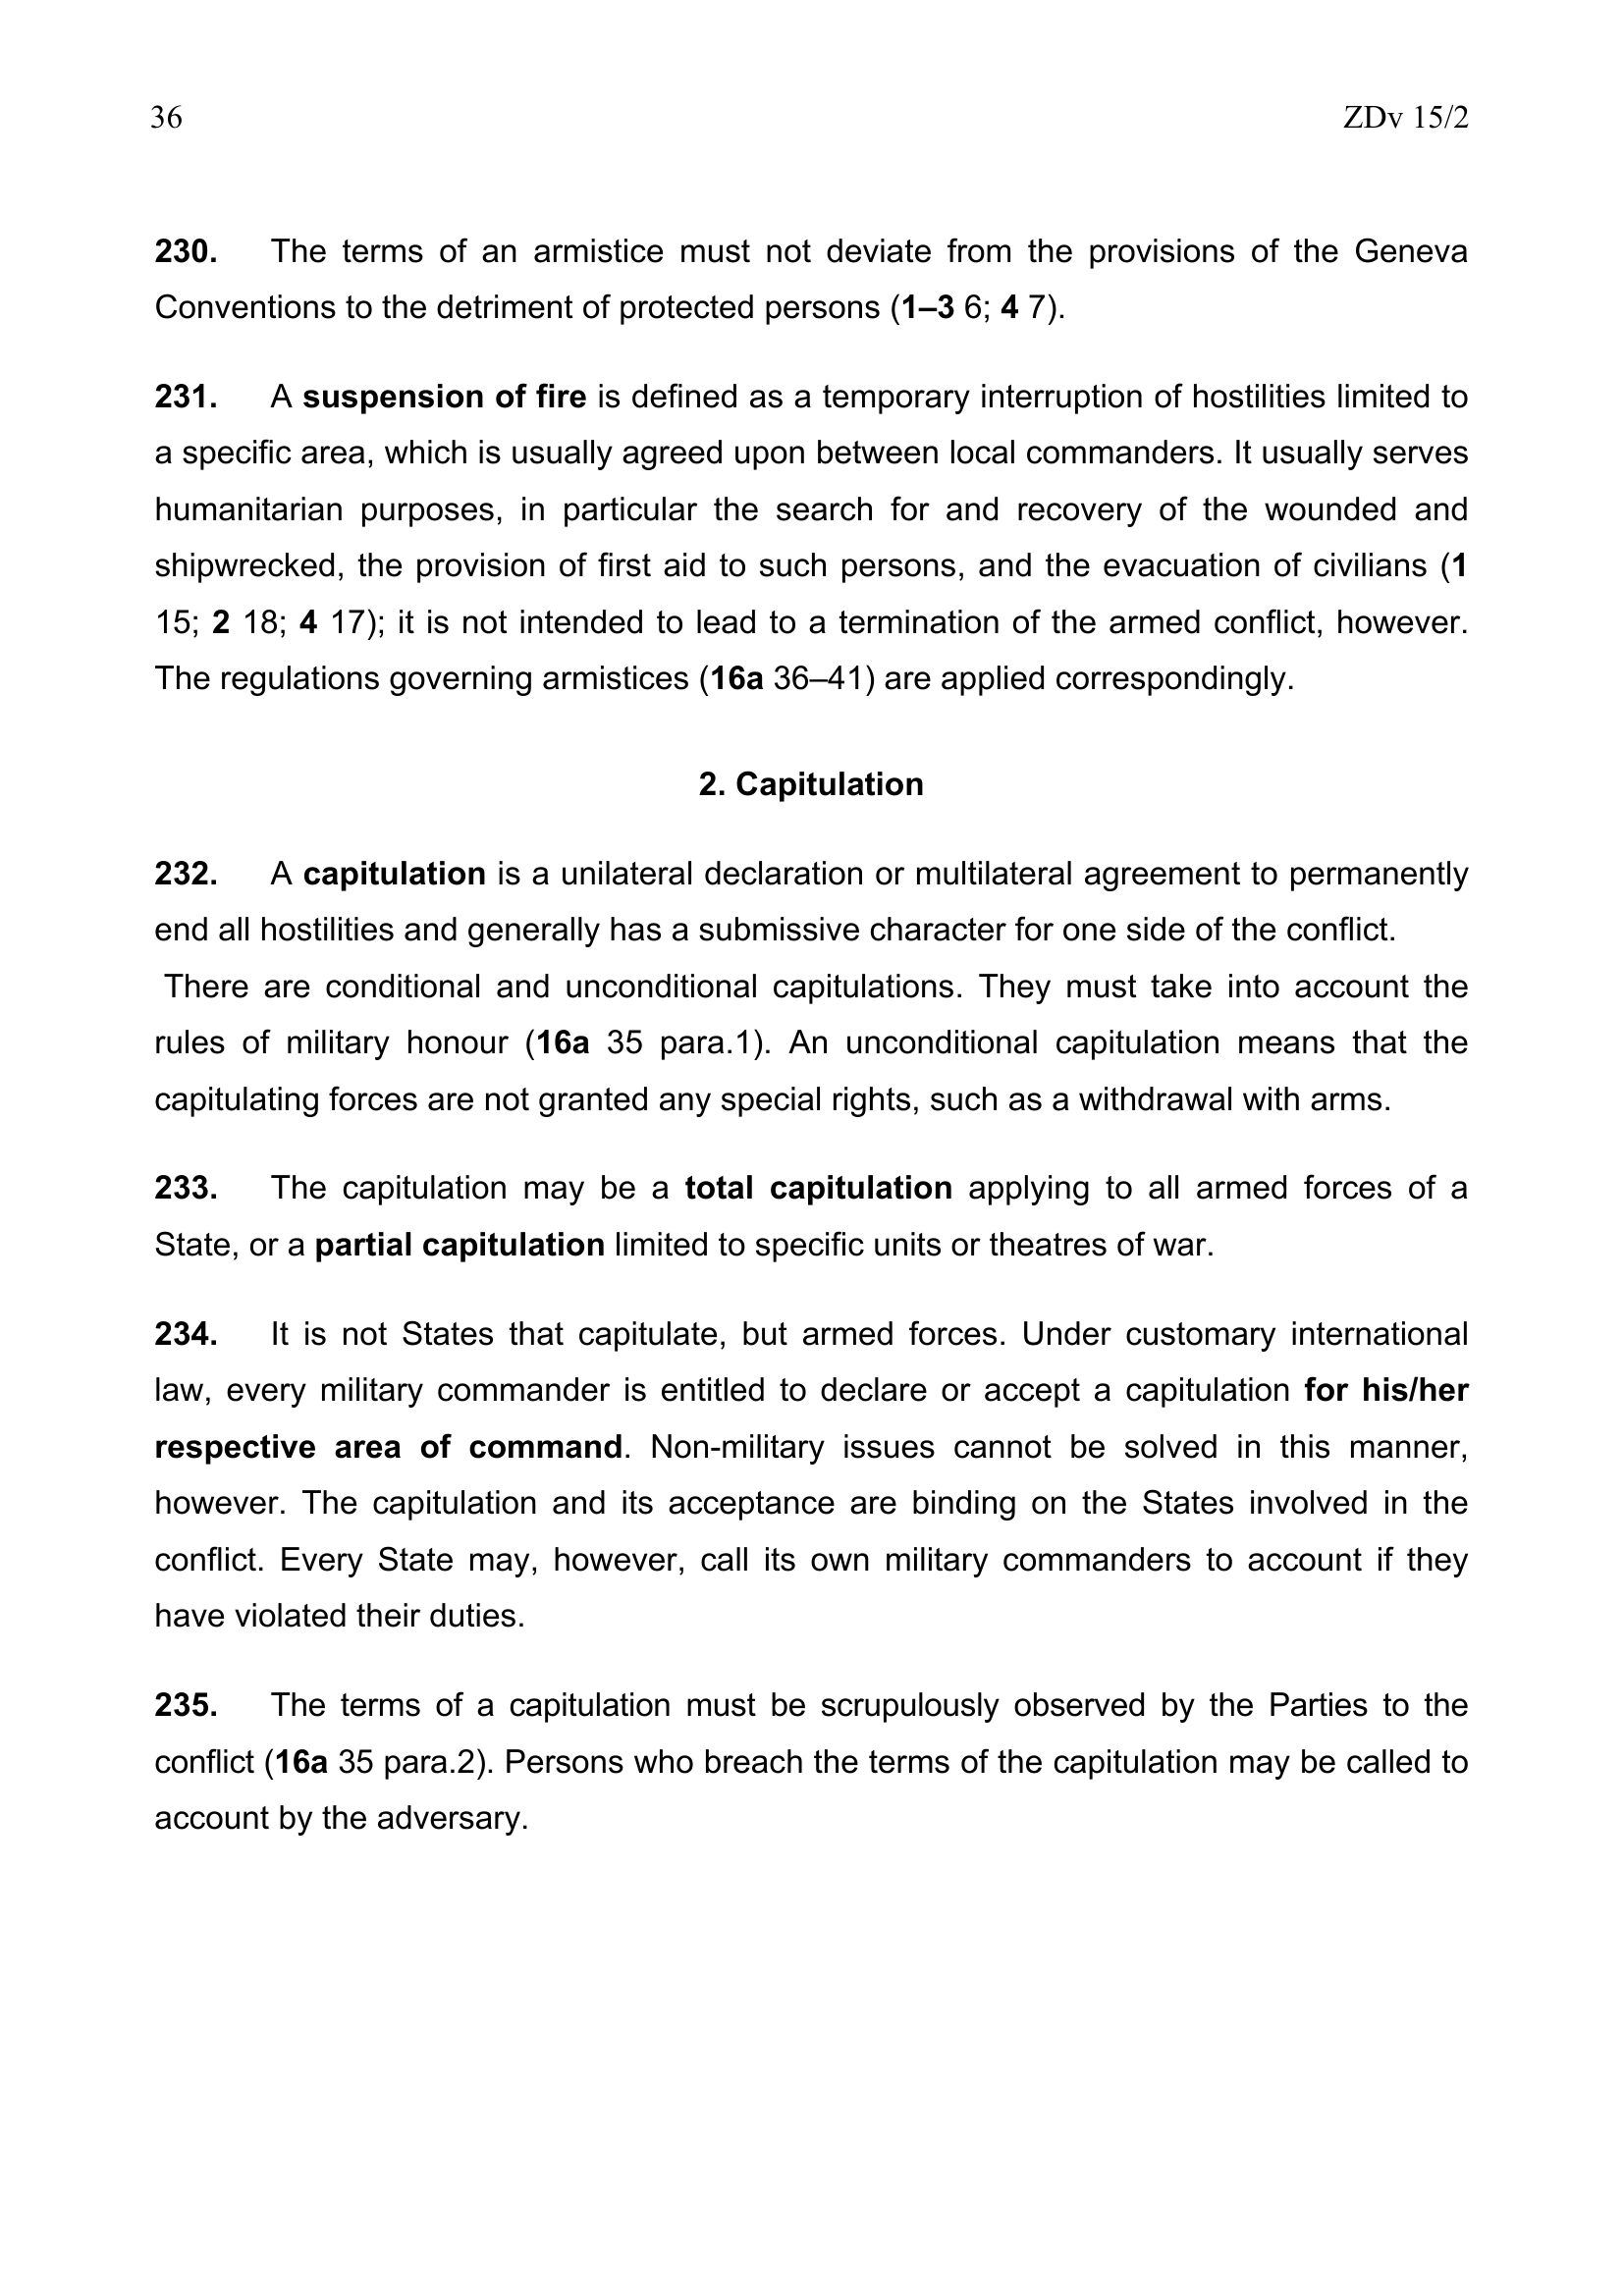 36 ZDv 15/2
230. The terms of an armistice must not deviate from the provisions of the Geneva
Conventions to the detriment of protected persons (1–3 6; 4 7).
231. A suspension of fire is defined as a temporary interruption of hostilities limited to
a specific area, which is usually agreed upon between local commanders. It usually serves
humanitarian purposes, in particular the search for and recovery of the wounded and
shipwrecked, the provision of first aid to such persons, and the evacuation of civilians (1
15; 2 18; 4 17); it is not intended to lead to a termination of the armed conflict, however.
The regulations governing armistices (16a 36–41) are applied correspondingly.
2. Capitulation
232. A capitulation is a unilateral declaration or multilateral agreement to permanently
end all hostilities and generally has a submissive character for one side of the conflict.
There are conditional and unconditional capitulations. They must take into account the
rules of military honour (16a 35 para.1). An unconditional capitulation means that the
capitulating forces are not granted any special rights, such as a withdrawal with arms.
233. The capitulation may be a total capitulation applying to all armed forces of a
State, or a partial capitulation limited to specific units or theatres of war.
234. It is not States that capitulate, but armed forces. Under customary international
law, every military commander is entitled to declare or accept a capitulation for his/her
respective area of command. Non-military issues cannot be solved in this manner,
however. The capitulation and its acceptance are binding on the States involved in the
conflict. Every State may, however, call its own military commanders to account if they
have violated their duties.
235. The terms of a capitulation must be scrupulously observed by the Parties to the
conflict (16a 35 para.2). Persons who breach the terms of the capitulation may be called to
account by the adversary.